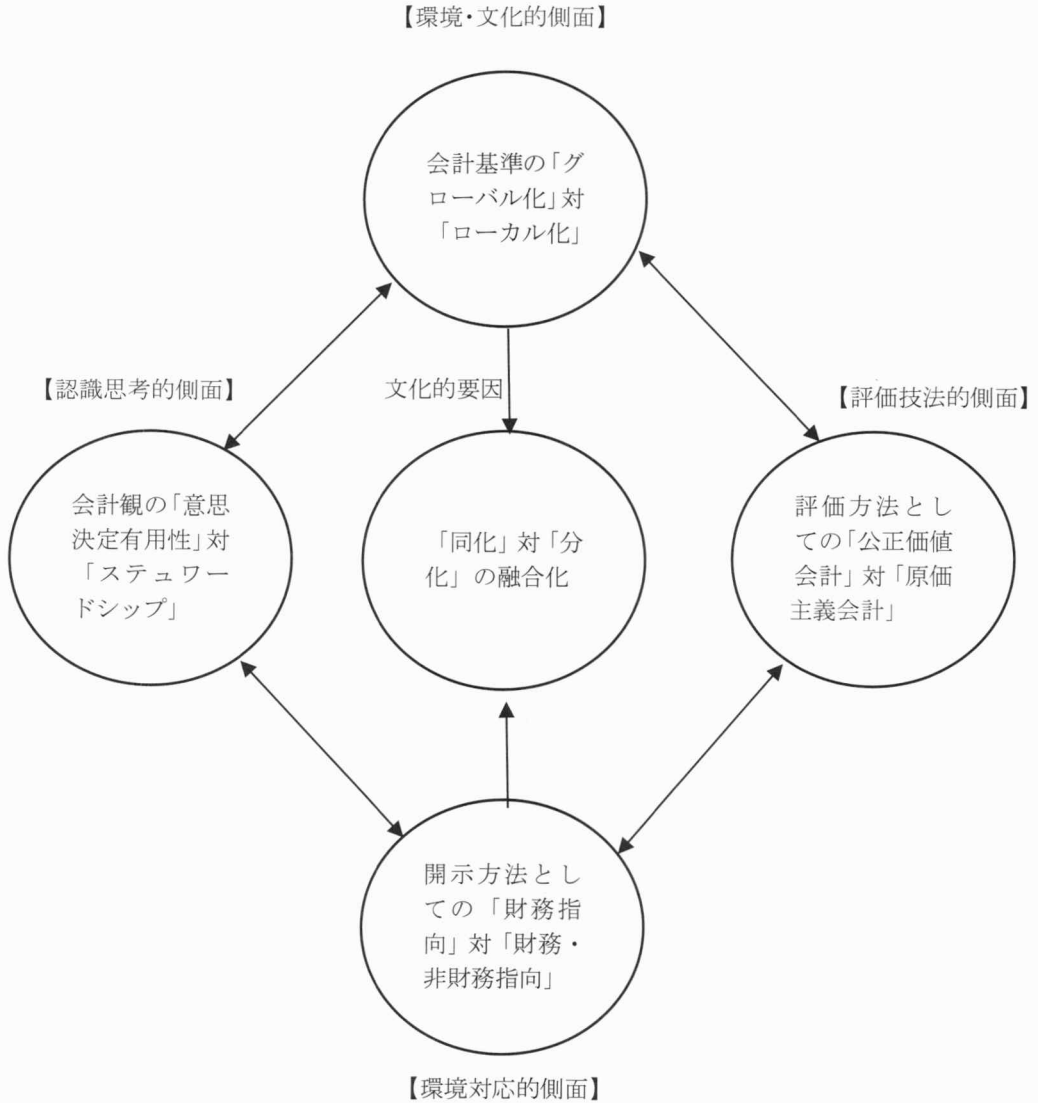 【環境・文化的側面】
会計基準の「グ
ローバル化」対
「ローカル化」
【認識思考的側面】
文化的要因
【評価技法的側面】
会計観の「意思
決定有用性」対
「ステュワー
ドシップ」
「同化」対「分
化」の融合化
評価方法とし
ての「公正価値
会計」対「原価
主義会計」
開示方法とし
ての「財務指
向」対「財務・
非財務指向」
【環境対応的側面】